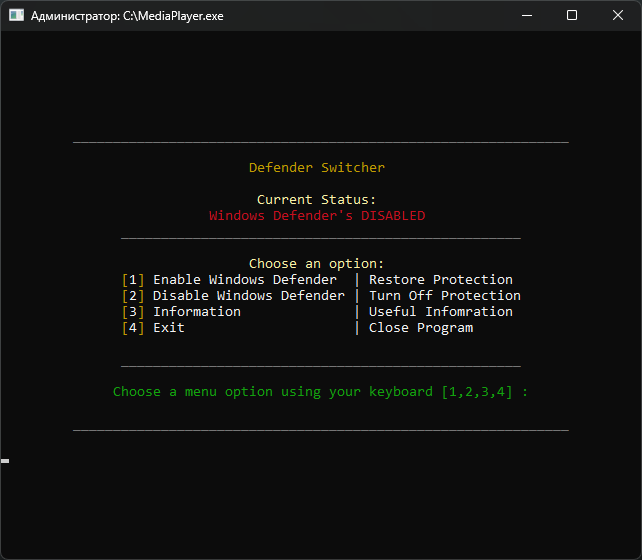 Администратор: C:\MediaPlayer.exe
Defender Switcher
Current Status:
Windows Defender's DISABLED
Choose an option:
[1] Enable Windows Defender | Restore Protection
[2] Disable Windows Defender | Turn Off Protection
[3] Information | Useful Infomration
[4] Exit | Close Program
Choose a menu option using your keyboard [1,2,3,4] :